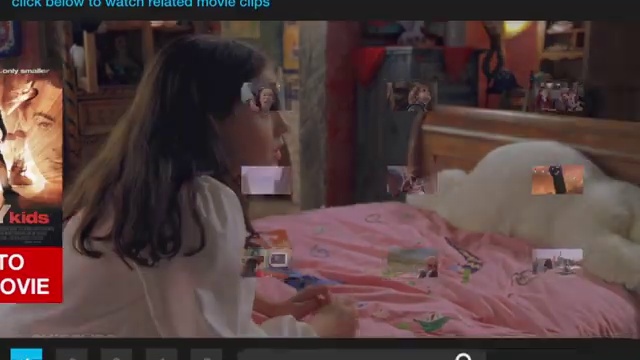 click below to watch related movie clips
...only smaller
Y kids
TO
OVIE